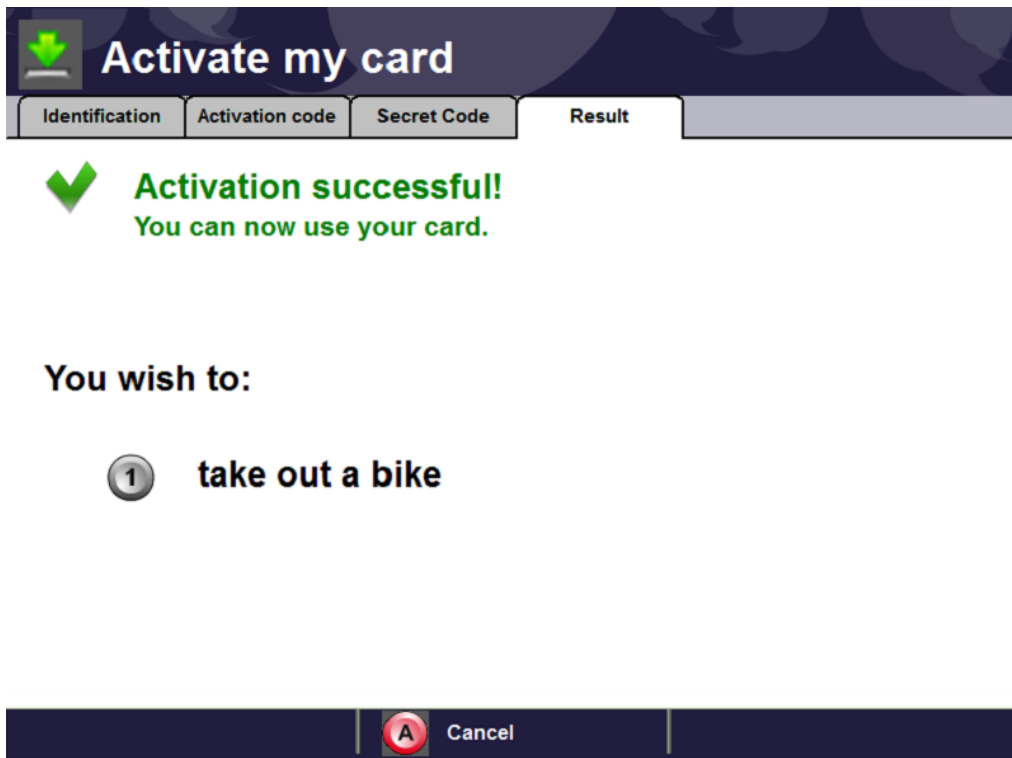 Activate my card
Identification
Activation code
Secret Code
Result
Activation successful!
You can now use your card.
You wish to:
1 take out a bike
A Cancel